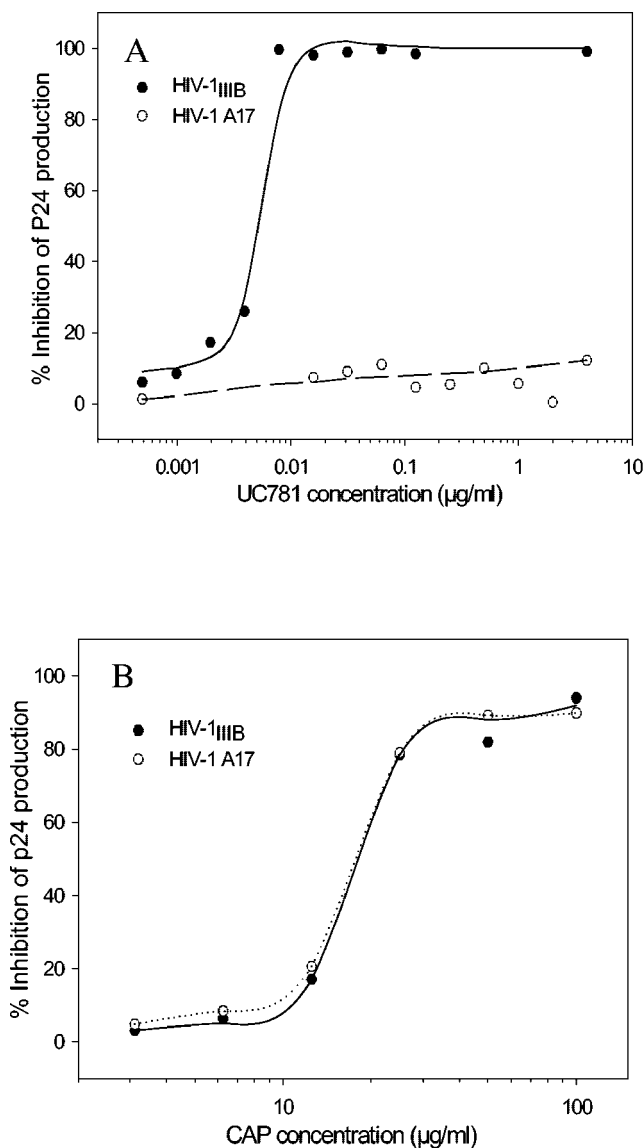 A
HIV-1IIIB
HIV-1 A17
% Inhibition of P24 production
100
80
60
40
20
0
0.001
0.01
0.1
1
10
UC781 concentration (µg/ml)
B
HIV-1IIIB
HIV-1 A17
% Inhibition of p24 production
100
80
60
40
20
0
10
100
CAP concentration (µg/ml)